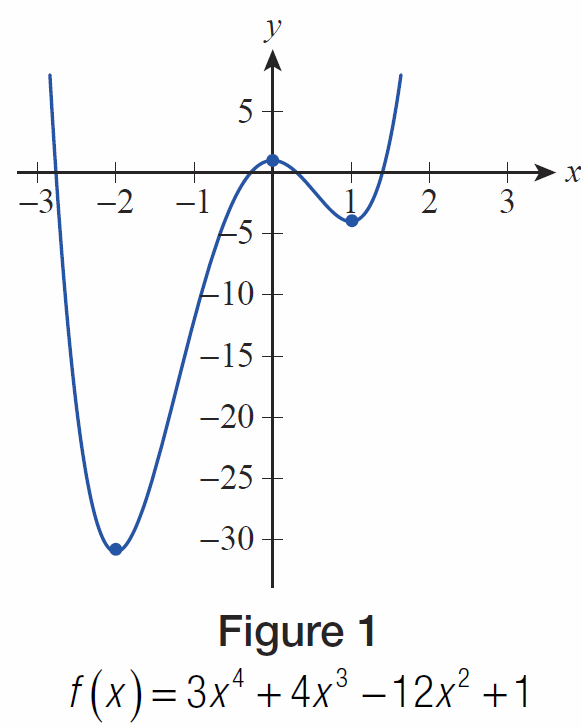 y
5
x
−3 −2 −1 1 2 3
−5
−10
−15
−20
−25
−30
Figure 1
f(x) = 3x⁴ + 4x³ − 12x² + 1